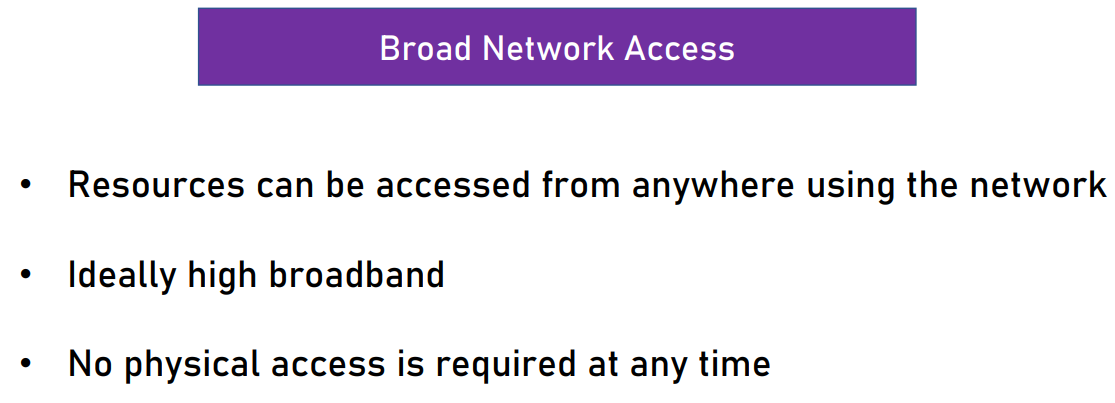 Broad Network Access
• Resources can be accessed from anywhere using the network
• Ideally high broadband
• No physical access is required at any time